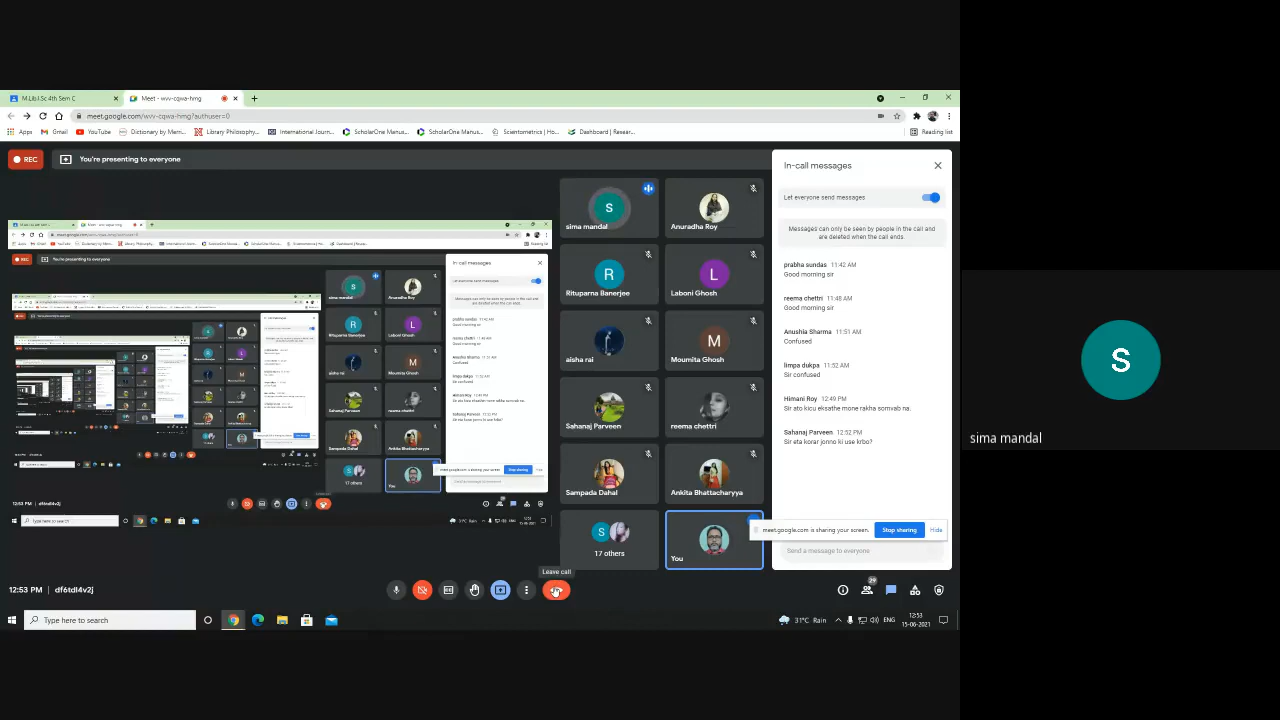 M.Lib.I.Sc 4th Sem (
Meet - wvv-cqwa-hmg
meet.google.com/wvv-cqwa-hmg?authuser=0
Apps
Gmail
YouTube
Dictionary by Merri...
Library Philosophy...
International Journ...
ScholarOne Manus...
ScholarOne Manus...
Scientometrics | Ho...
Dashboard | Resear...
Reading list
REC
You're presenting to everyone
In-call messages
Let everyone send messages
Messages can only be seen by people in the call and
are deleted when the call ends.
prabha sundas 11:42 AM
Good morning sir
reema chettri 11:48 AM
Good morning sir
Anushia Sharma 11:51 AM
Confused
limpa dukpa 11:52 AM
Sir confused
Himani Roy 12:49 PM
Sir ato kicu eksathe mone rakha somvab na.
Sahanaj Parveen 12:52 PM
Sir eta korar jonno ki use krbo?
S
sima mandal
Anuradha Roy
R
Rituparna Banerjee
L
Laboni Ghosh
aisha rai
M
Moumita Ghosh
Sahanaj Parveen
reema chettri
Sampada Dahal
Ankita Bhattacharyya
S
17 others
You
meet.google.com is sharing your screen.
Stop sharing
Hide
Send a message to everyone
Leave call
12:53 PM
df6tdl4v2j
29
Type here to search
31°C Rain
ENG
12:53
15-06-2021
S
sima mandal